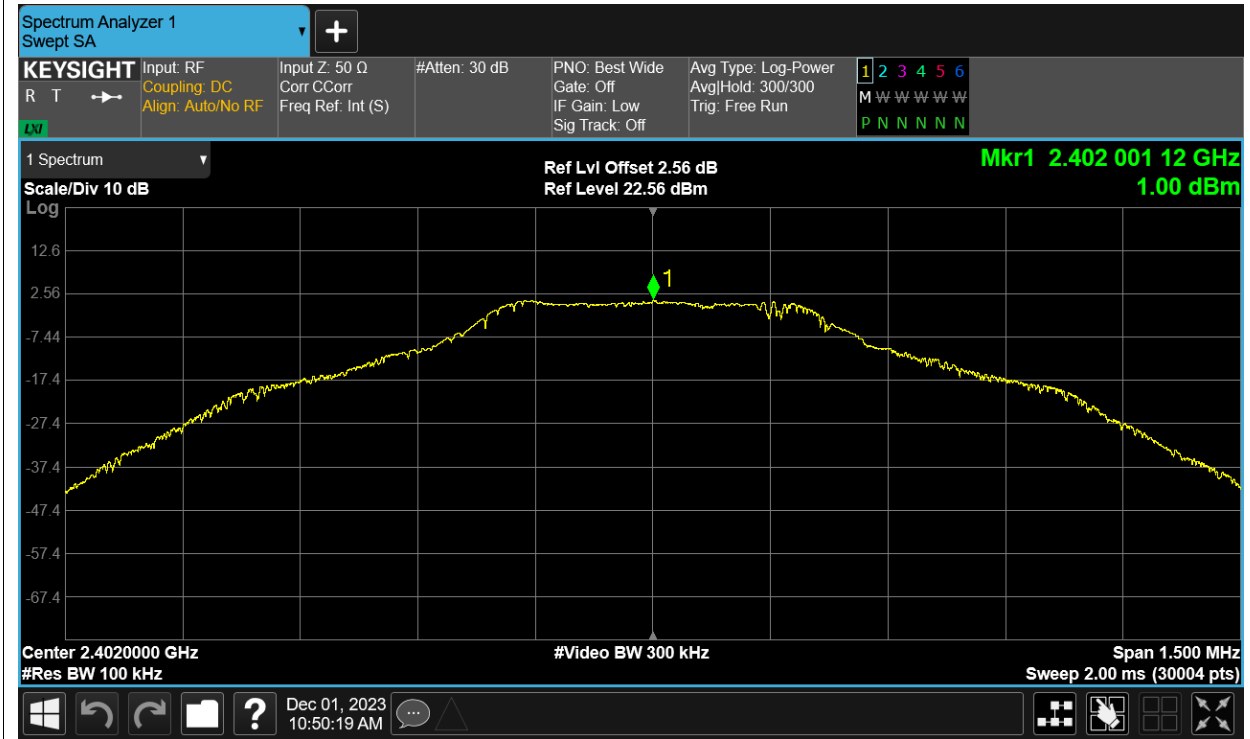 Spectrum Analyzer 1
Swept SA
KEYSIGHT
R T
LXI
Input: RF
Coupling: DC
Align: Auto/No RF
Input Z: 50 Ω
Corr CCorr
Freq Ref: Int (S)
#Atten: 30 dB
PNO: Best Wide
Gate: Off
IF Gain: Low
Sig Track: Off
Avg Type: Log-Power
Avg|Hold: 300/300
Trig: Free Run
1 2 3 4 5 6
M W W W W W
P N N N N N
1 Spectrum
Scale/Div 10 dB
Log
Ref Lvl Offset 2.56 dB
Ref Level 22.56 dBm
Mkr1 2.402 001 12 GHz
1.00 dBm
12.6
2.56
-7.44
-17.4
-27.4
-37.4
-47.4
-57.4
-67.4
1
Center 2.4020000 GHz
#Res BW 100 kHz
#Video BW 300 kHz
Span 1.500 MHz
Sweep 2.00 ms (30004 pts)
?
Dec 01, 2023
10:50:19 AM